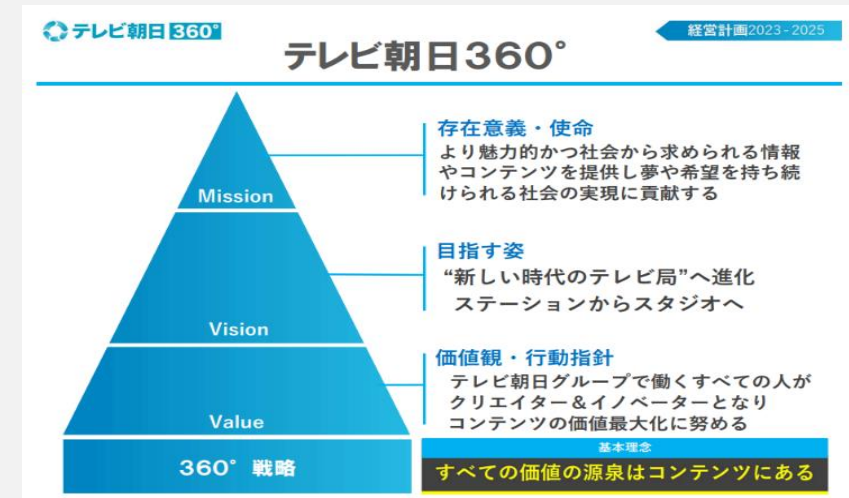 テレビ朝日360°
経営計画2023-2025
テレビ朝日360°
存在意義・使命
より魅力的かつ社会から求められる情報
やコンテンツを提供し夢や希望を持ち続
けられる社会の実現に貢献する
Mission
目指す姿
“新しい時代のテレビ局”へ進化
ステーションからスタジオへ
Vision
価値観・行動指針
テレビ朝日グループで働くすべての人が
クリエイター&イノベーターとなり
コンテンツの価値最大化に努める
Value
360° 戦略
基本理念
すべての価値の源泉はコンテンツにある